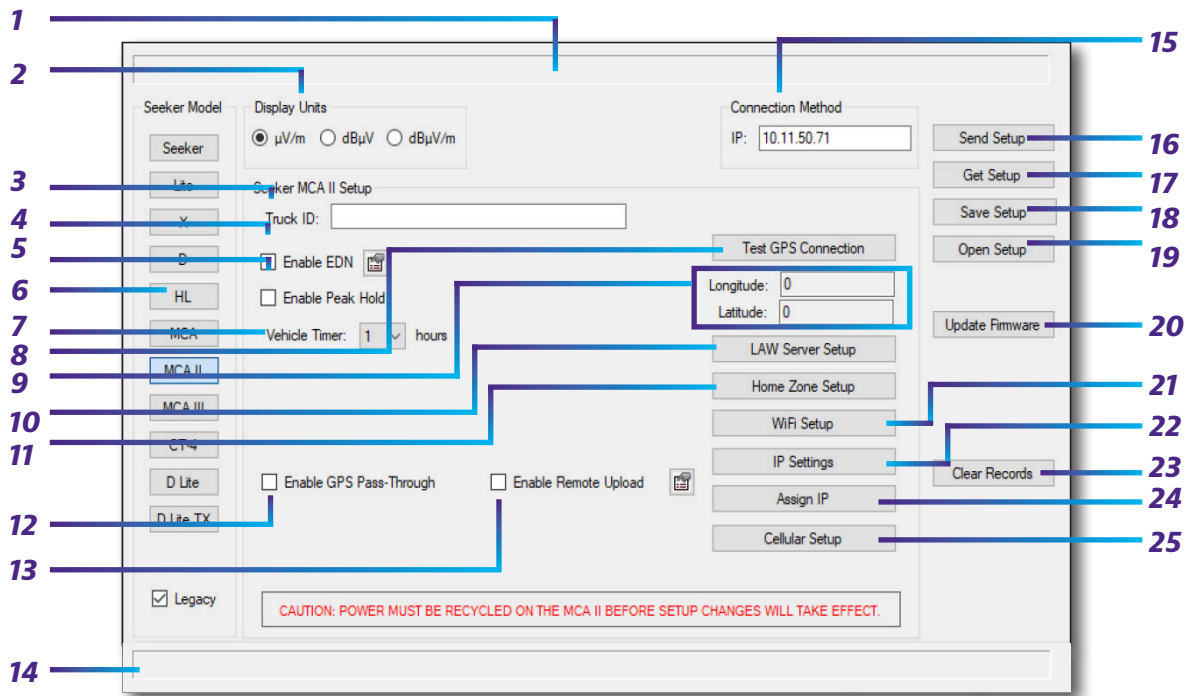 1
2
3
4
5
6
7
8
9
10
11
12
13
14
15
16
17
18
19
20
21
22
23
24
25
Seeker Model
Seeker
Lite
X
D
HL
MCA
MCA II
MCA III
CT-4
D Lite
D Lite TX
Legacy
Display Units
µV/m dBµV dBµV/m
Connection Method
IP: 10.11.50.71
Seeker MCA II Setup
Truck ID:
Enable EDN
Enable Peak Hold
Vehicle Timer: 1 hours
Test GPS Connection
Longitude: 0
Latitude: 0
LAW Server Setup
Home Zone Setup
WiFi Setup
IP Settings
Assign IP
Cellular Setup
Enable GPS Pass-Through
Enable Remote Upload
CAUTION: POWER MUST BE RECYCLED ON THE MCA II BEFORE SETUP CHANGES WILL TAKE EFFECT.
Send Setup
Get Setup
Save Setup
Open Setup
Update Firmware
Clear Records